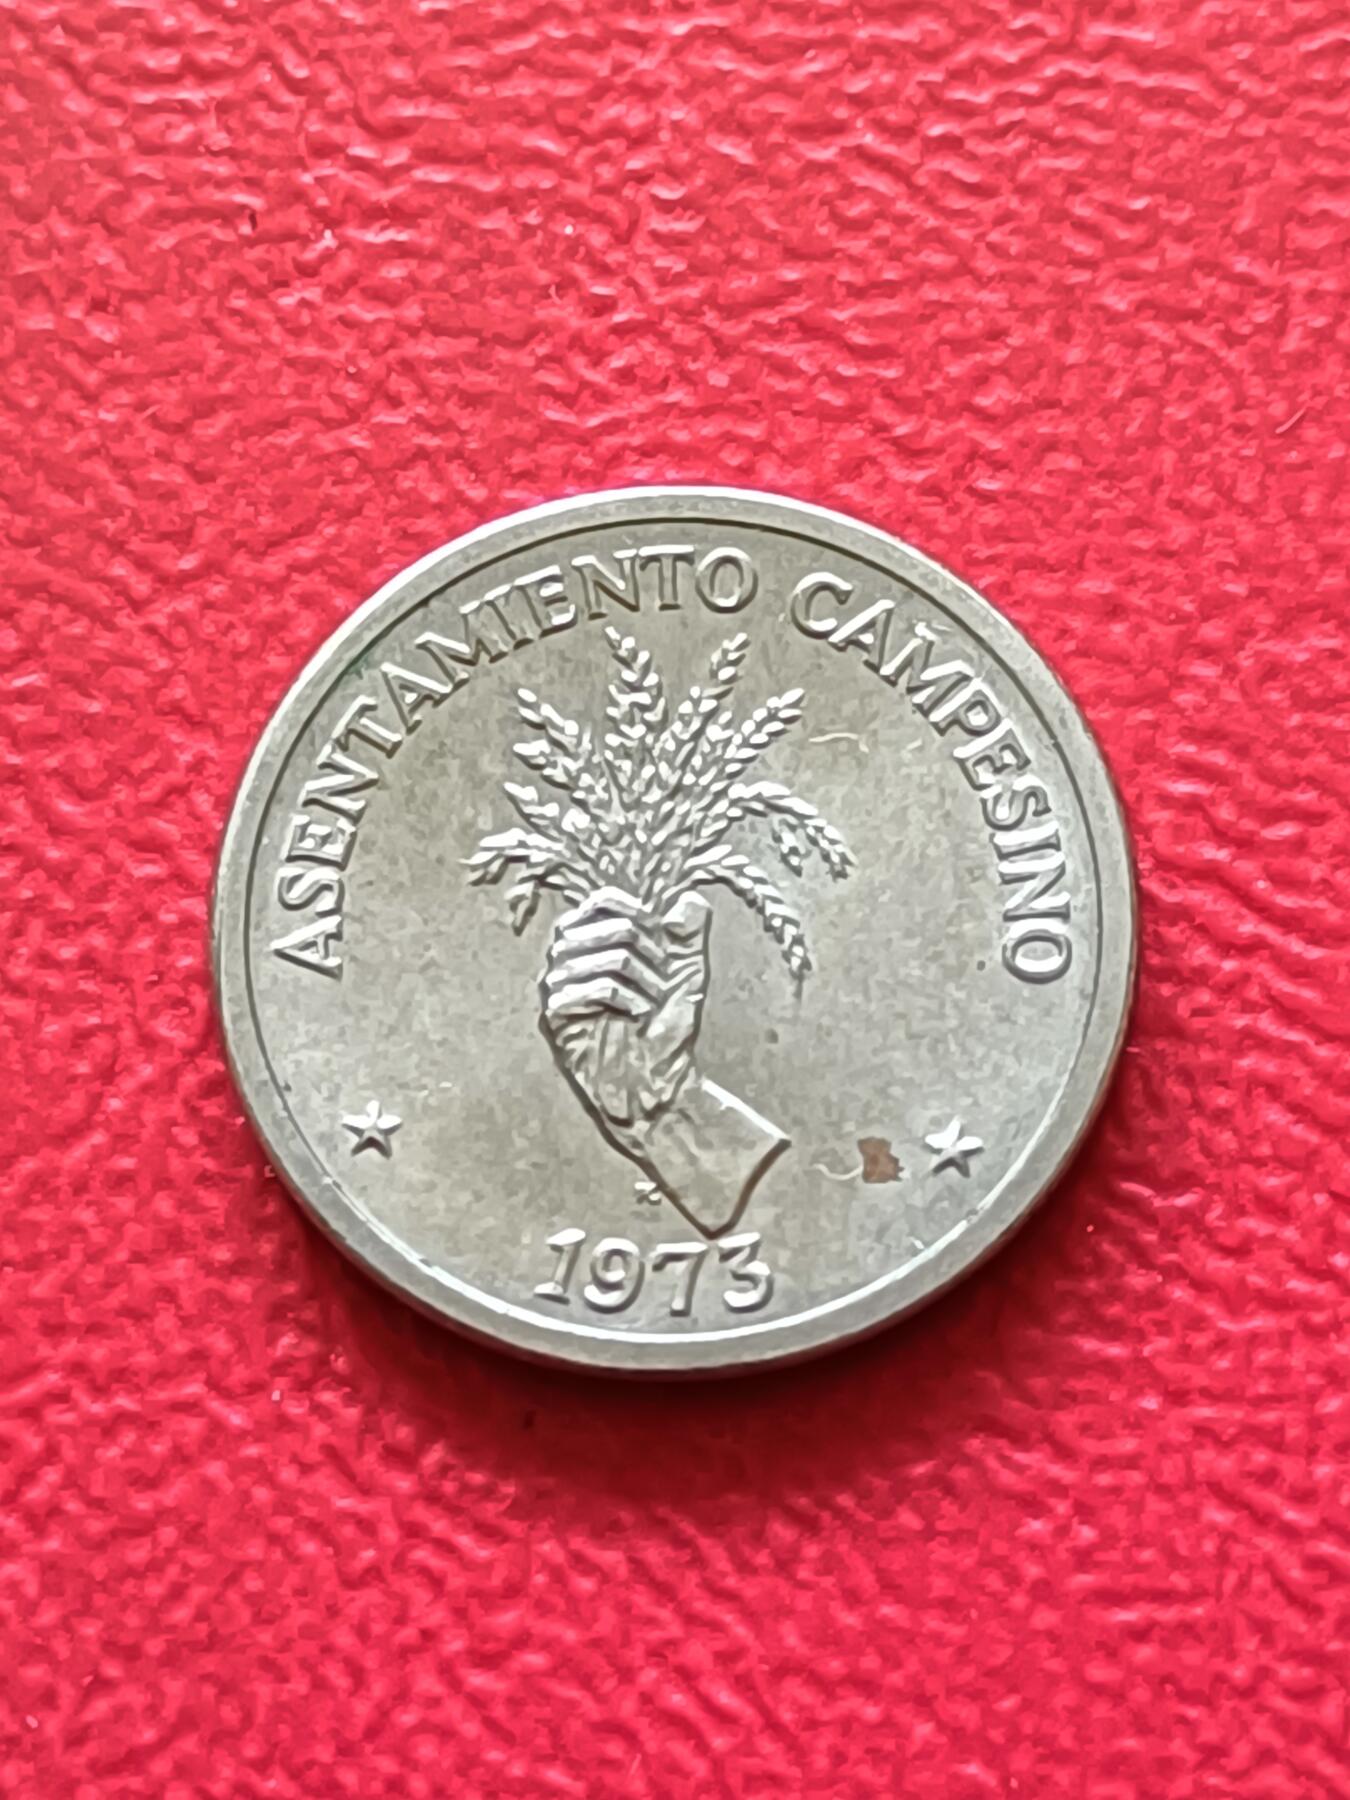 ASENTAMIENTO CAMPESINO
1973